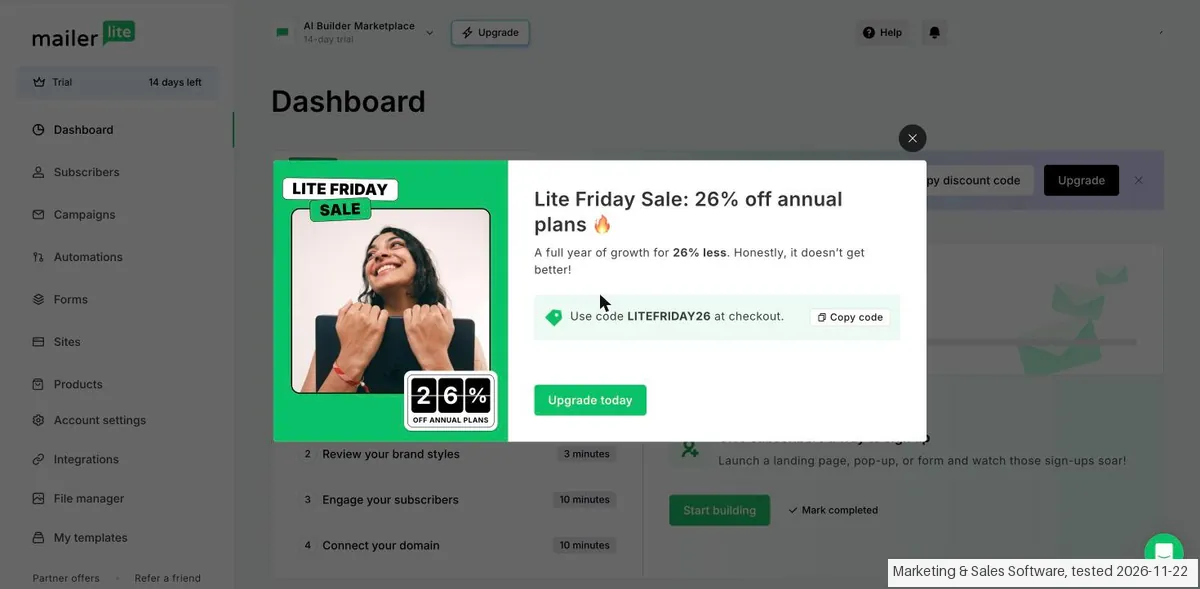 mailer lite
AI Builder Marketplace
14-day trial
Upgrade
Help
Trial
14 days left
Dashboard
Subscribers
Campaigns
Automations
Forms
Sites
Products
Account settings
Integrations
File manager
My templates
Partner offers · Refer a friend
Dashboard
discount code
Upgrade
LITE FRIDAY
SALE
26%
OFF ANNUAL PLANS
Lite Friday Sale: 26% off annual
plans 🔥
A full year of growth for 26% less. Honestly, it doesn't get
better!
Use code LITEFRIDAY26 at checkout.
Copy code
Upgrade today
2 Review your brand styles 3 minutes
3 Engage your subscribers 10 minutes
4 Connect your domain 10 minutes
Launch a landing page, pop-up, or form and watch those sign-ups soar!
Start building
Mark completed
Marketing & Sales Software, tested 2026-11-22